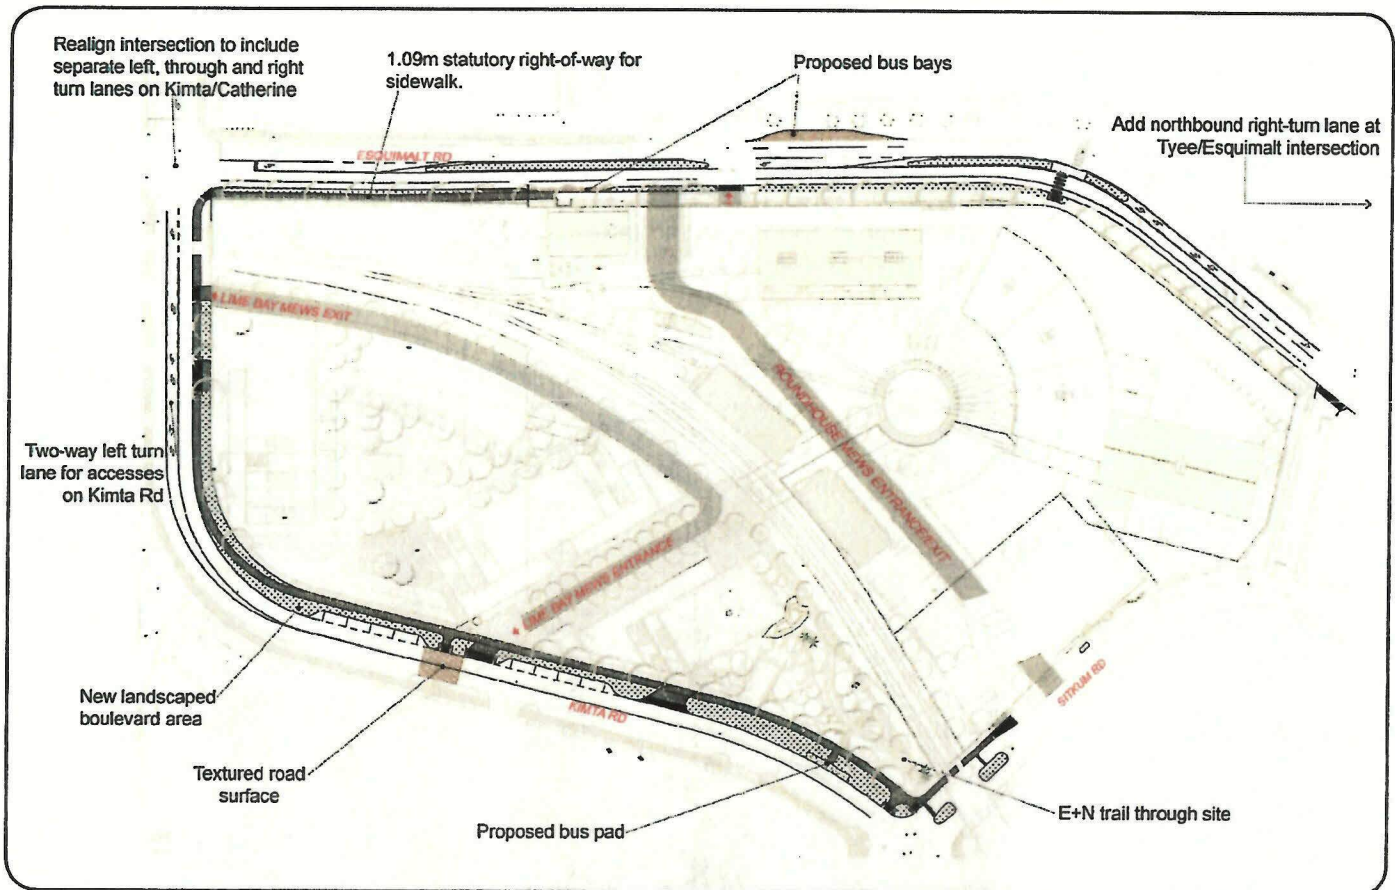 Realign intersection to include
separate left, through and right
turn lanes on Kimta/Catherine
1.09m statutory right-of-way for
sidewalk.
Proposed bus bays
Add northbound right-turn lane at
Tyee/Esquimalt intersection
ESQUIMALT RD
LIME BAY MEWS EXIT
ROUNDHOUSE MEWS ENTRANCE/EXIT
Two-way left turn
lane for accesses
on Kimta Rd
LIME BAY MEWS ENTRANCE
SITKUM RD
New landscaped
boulevard area
KIMTA RD
Textured road
surface
Proposed bus pad
E+N trail through site